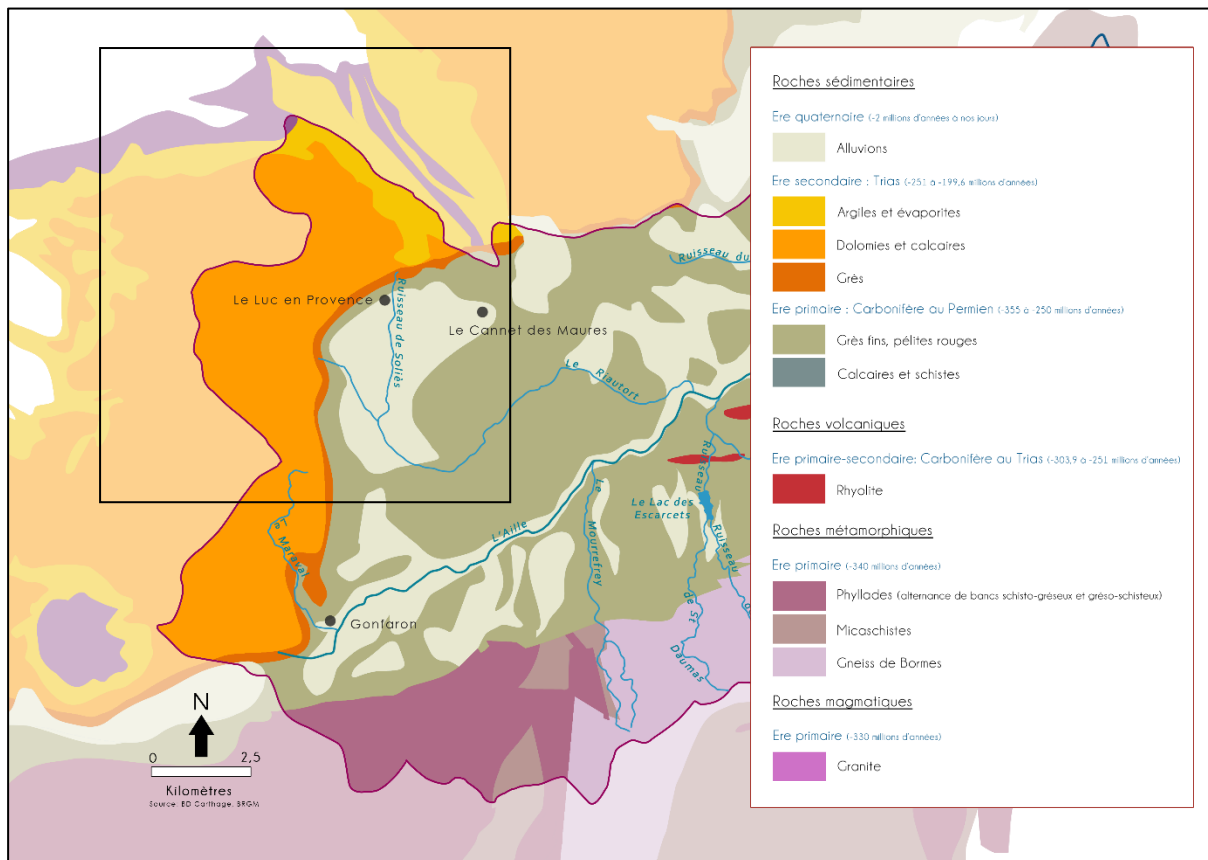 Le Luc en Provence
Ruisseau de Soliès
Le Cannet des Maures
Ruisseau du
Le Riautort
L'Aille
Le Mourrefrey
Le Lac des
Escarcets
Ruisseau
de St
Daumas
Ruisseau
Le Maraval
Gonfaron
N
0 2,5
Kilomètres
Source: BD Carthage, BRGM
Roches sédimentaires
Ere quaternaire (-2 millions d'années à nos jours)
Alluvions
Ere secondaire : Trias (-251 à -199,6 millions d'années)
Argiles et évaporites
Dolomies et calcaires
Grès
Ere primaire : Carbonifère au Permien (-355 à -250 millions d'années)
Grès fins, pélites rouges
Calcaires et schistes
Roches volcaniques
Ere primaire-secondaire: Carbonifère au Trias (-303,9 à -251 millions d'années)
Rhyolite
Roches métamorphiques
Ere primaire (-340 millions d'années)
Phyllades (alternance de bancs schisto-gréseux et gréso-schisteux)
Micaschistes
Gneiss de Bormes
Roches magmatiques
Ere primaire (-330 millions d'années)
Granite